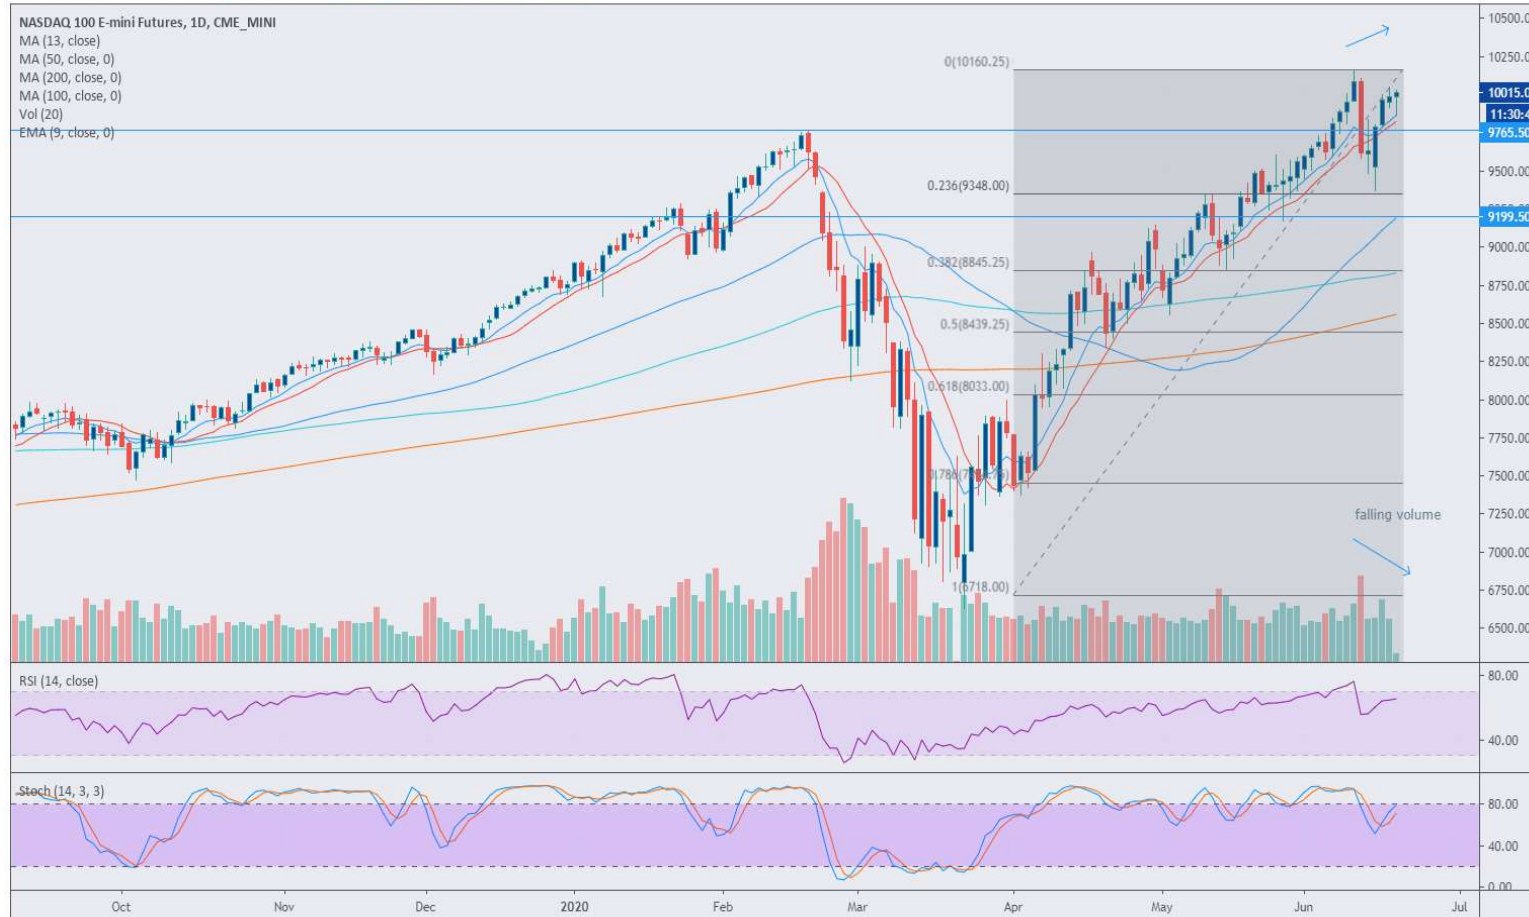 NASDAQ 100 E-mini Futures, 1D, CME_MINI
MA (13, close)
MA (50, close, 0)
MA (200, close, 0)
MA (100, close, 0)
Vol (20)
EMA (9, close, 0)
0(10160.25)
0.236(9348.00)
0.382(8845.25)
0.5(8439.25)
0.618(8033.00)
1(6718.00)
falling volume
10500.0
10250.0
10015.0
11:30:4
9765.50
9500.00
9199.50
9000.00
8750.00
8500.00
8250.00
8000.00
7750.00
7500.00
7250.00
7000.00
6750.00
6500.00
RSI (14, close)
80.00
40.00
Stoch (14, 3, 3)
80.00
40.00
0.00
Oct Nov Dec 2020 Feb Mar Apr May Jun Jul